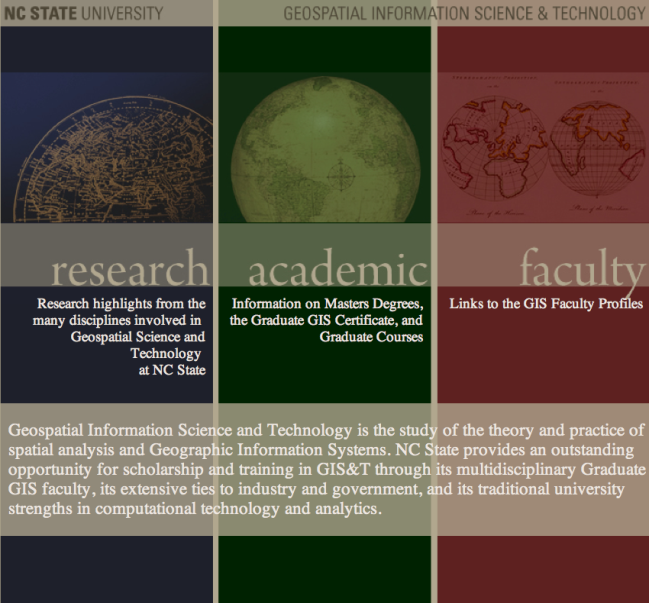 NC STATE UNIVERSITY
GEOSPATIAL INFORMATION SCIENCE & TECHNOLOGY
research
Research highlights from the
many disciplines involved in
Geospatial Science and
Technology
at NC State
academic
Information on Masters Degrees,
the Graduate GIS Certificate, and
Graduate Courses
faculty
Links to the GIS Faculty Profiles
Geospatial Information Science and Technology is the study of the theory and practice of
spatial analysis and Geographic Information Systems. NC State provides an outstanding
opportunity for scholarship and training in GIS&T through its multidisciplinary Graduate
GIS faculty, its extensive ties to industry and government, and its traditional university
strengths in computational technology and analytics.